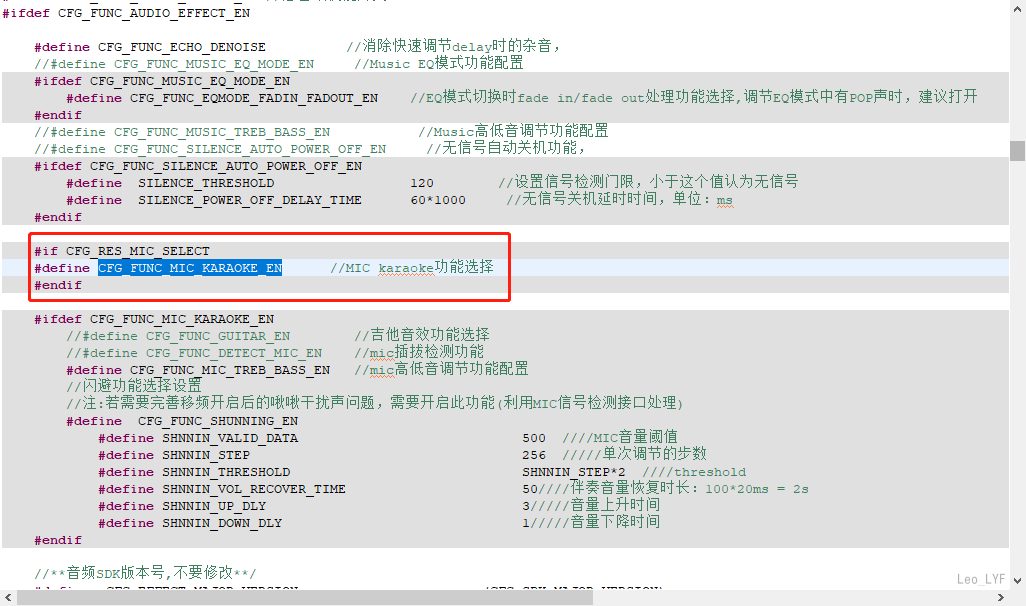 #ifdef CFG_FUNC_AUDIO_EFFECT_EN
#define CFG_FUNC_ECHO_DENOISE //消除快速调节delay时的杂音,
//#define CFG_FUNC_MUSIC_EQ_MODE_EN //Music EQ模式功能配置
#ifdef CFG_FUNC_MUSIC_EQ_MODE_EN
#define CFG_FUNC_EQMODE_FADIN_FADOUT_EN //EQ模式切换时fade in/fade out处理功能选择,调节EQ模式中有POP声时，建议打开
#endif
//#define CFG_FUNC_MUSIC_TREB_BASS_EN //Music高低音调节功能配置
//#define CFG_FUNC_SILENCE_AUTO_POWER_OFF_EN //无信号自动关机功能，
#ifdef CFG_FUNC_SILENCE_AUTO_POWER_OFF_EN
#define SILENCE_THRESHOLD 120 //设置信号检测门限，小于这个值认为无信号
#define SILENCE_POWER_OFF_DELAY_TIME 60*1000 //无信号关机延时时间，单位：ms
#endif
#if CFG_RES_MIC_SELECT
#define CFG_FUNC_MIC_KARAOKE_EN //MIC karaoke功能选择
#endif
#ifdef CFG_FUNC_MIC_KARAOKE_EN
//#define CFG_FUNC_GUITAR_EN //吉他音效功能选择
//#define CFG_FUNC_DETECT_MIC_EN //mic插拔检测功能
#define CFG_FUNC_MIC_TREB_BASS_EN //mic高低音调节功能配置
//闪避功能选择设置
//注:若需要完善移频开启后的啾啾干扰声问题，需要开启此功能(利用MIC信号检测接口处理)
#define CFG_FUNC_SHUNNING_EN
#define SHNNIN_VALID_DATA 500 ////MIC音量阈值
#define SHNNIN_STEP 256 /////单次调节的步数
#define SHNNIN_THRESHOLD SHNNIN_STEP*2 ////threshold
#define SHNNIN_VOL_RECOVER_TIME 50////伴奏音量恢复时长：100*20ms = 2s
#define SHNNIN_UP_DLY 3/////音量上升时间
#define SHNNIN_DOWN_DLY 1/////音量下降时间
#endif
//**音频SDK版本号,不要修改**/
Leo_LYF